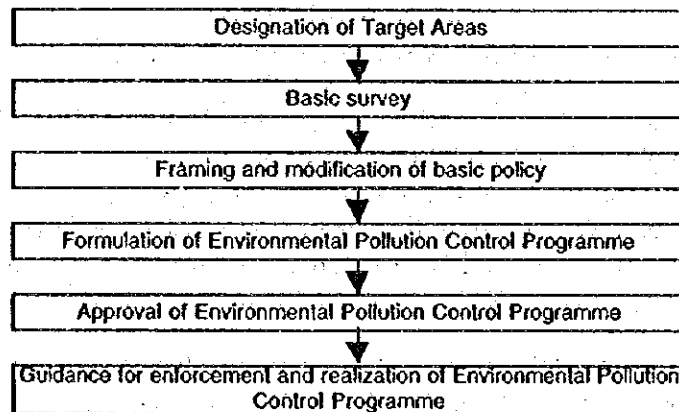 Designation of Target Areas
Basic survey
Framing and modification of basic policy
Formulation of Environmental Pollution Control Programme
Approval of Environmental Pollution Control Programme
Guidance for enforcement and realization of Environmental Pollution
Control Programme